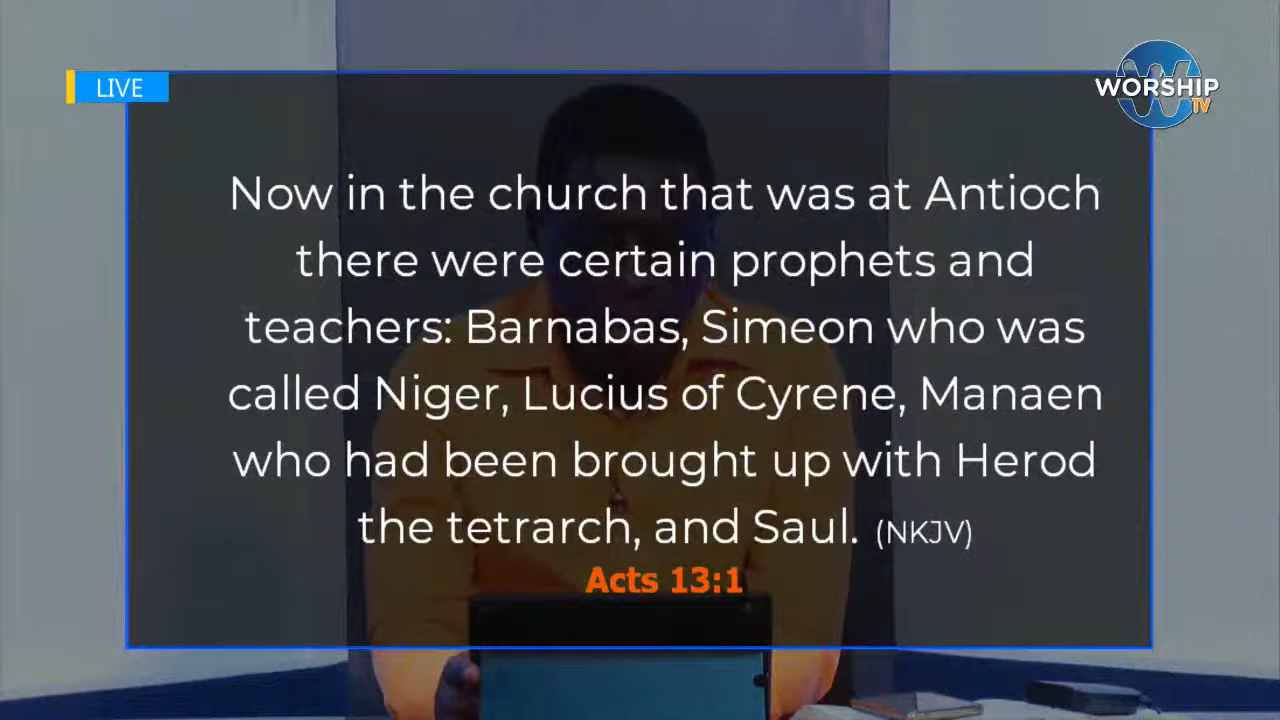 LIVE
WORSHIP
TV
Now in the church that was at Antioch
there were certain prophets and
teachers: Barnabas, Simeon who was
called Niger, Lucius of Cyrene, Manaen
who had been brought up with Herod
the tetrarch, and Saul. (NKJV)
Acts 13:1